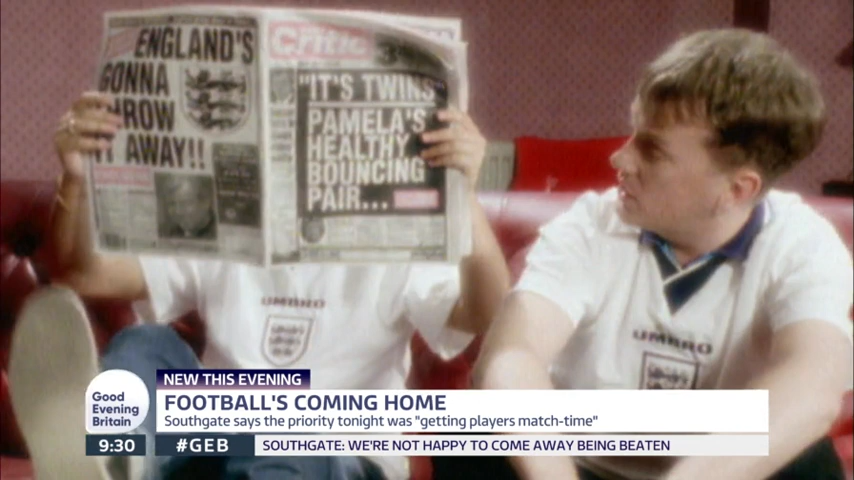 ENGLAND'S
GONNA
THROW
IT AWAY!!
Critic
"IT'S TWINS"
PAMELA'S
HEALTHY
BOUNCING
PAIR...
UMBRO
UMBRO
NEW THIS EVENING
FOOTBALL'S COMING HOME
Southgate says the priority tonight was "getting players match-time"
Good
Evening
Britain
9:30
#GEB
SOUTHGATE: WE'RE NOT HAPPY TO COME AWAY BEING BEATEN